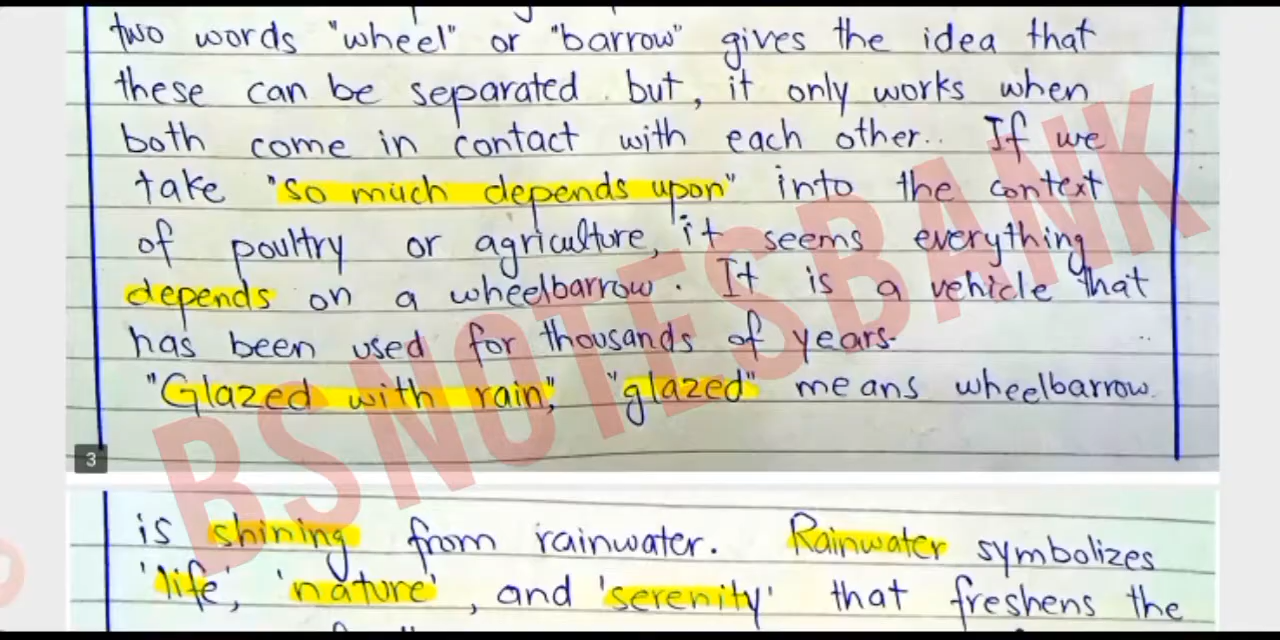 two words "wheel" or "barrow" gives the idea that
these can be separated. but, it only works when
both come in contact with each other.. If we
take "so much depends upon" into the context
of poultry or agriculture, it seems everything
depends on a wheelbarrow. It is a vehicle that
has been used for thousands of years.
"Glazed with rain," "glazed" means wheelbarrow
3
is shining from rainwater. Rainwater symbolizes
'life', 'nature', and 'serenity' that freshens the
BSNOTESBANK